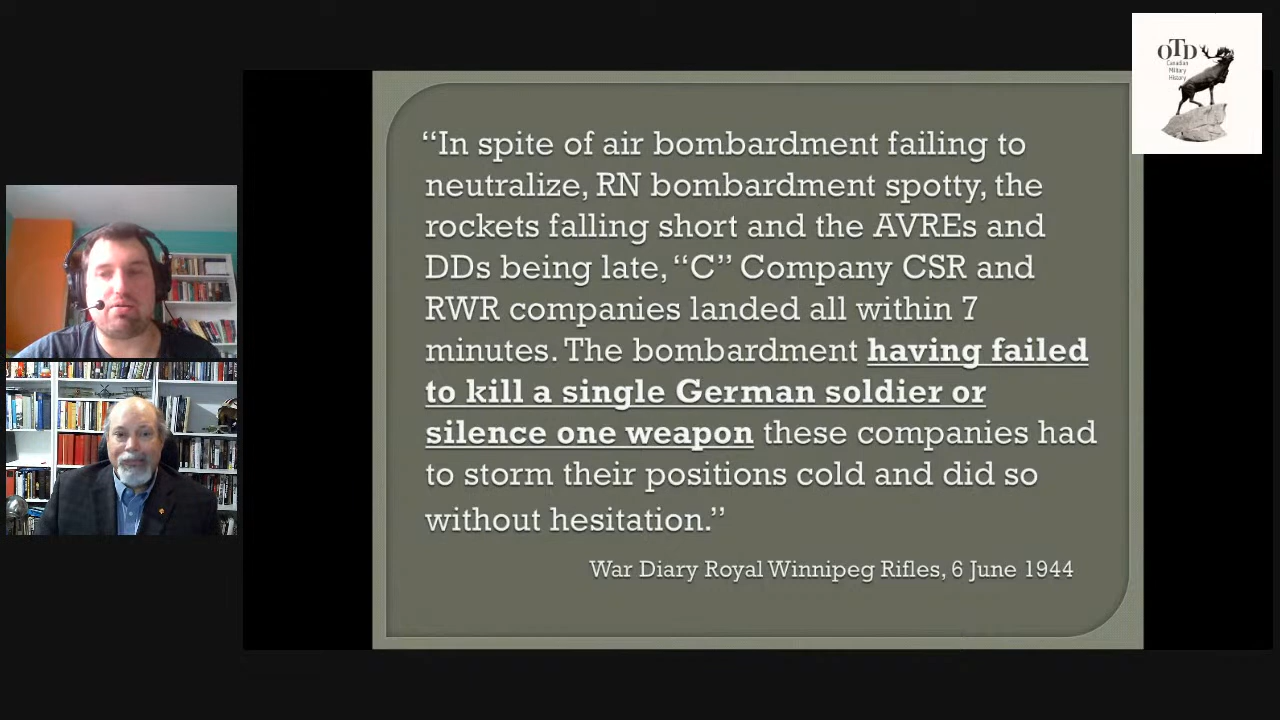 OTD
Canadian
Military
History
“In spite of air bombardment failing to
neutralize, RN bombardment spotty, the
rockets falling short and the AVREs and
DDs being late, “C” Company CSR and
RWR companies landed all within 7
minutes. The bombardment having failed
to kill a single German soldier or
silence one weapon these companies had
to storm their positions cold and did so
without hesitation.”
War Diary Royal Winnipeg Rifles, 6 June 1944